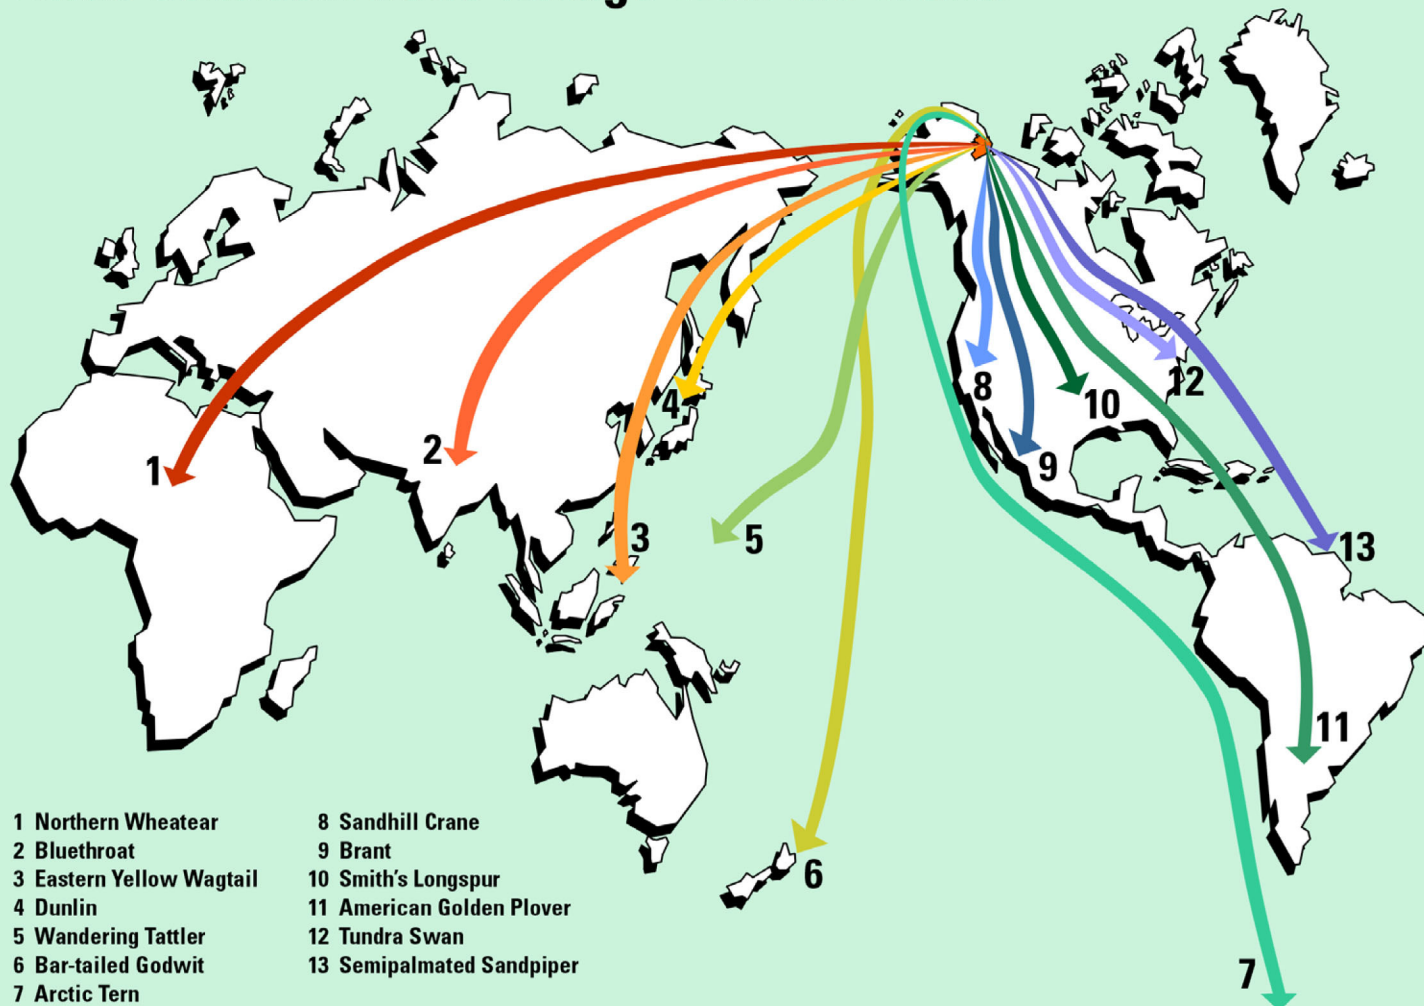 1
2
3
4
5
6
7
8
9
10
11
12
13
1 Northern Wheatear
2 Bluethroat
3 Eastern Yellow Wagtail
4 Dunlin
5 Wandering Tattler
6 Bar-tailed Godwit
7 Arctic Tern
8 Sandhill Crane
9 Brant
10 Smith's Longspur
11 American Golden Plover
12 Tundra Swan
13 Semipalmated Sandpiper